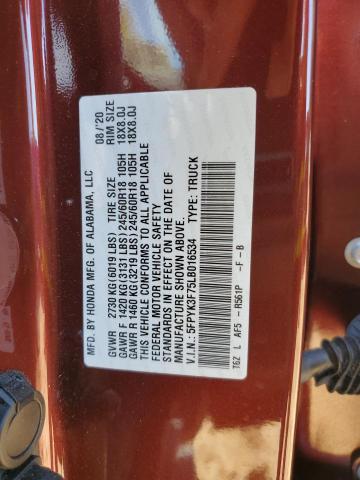 MFD. BY HONDA MFG. OF ALABAMA, LLC 08/'20
GVWR 2730 KG(6019 LBS) TIRE SIZE RIM SIZE
GAWR F 1420 KG(3131 LBS) 245/60R18 105H 18X8.0J
GAWR R 1460 KG(3219 LBS) 245/60R18 105H 18X8.0J
THIS VEHICLE CONFORMS TO ALL APPLICABLE
FEDERAL MOTOR VEHICLE SAFETY
STANDARDS IN EFFECT ON THE DATE OF
MANUFACTURE SHOWN ABOVE.
V.I.N.: 5FPYK3F75LB016534 TYPE: TRUCK
T6Z L AF5 - R561P -F -B